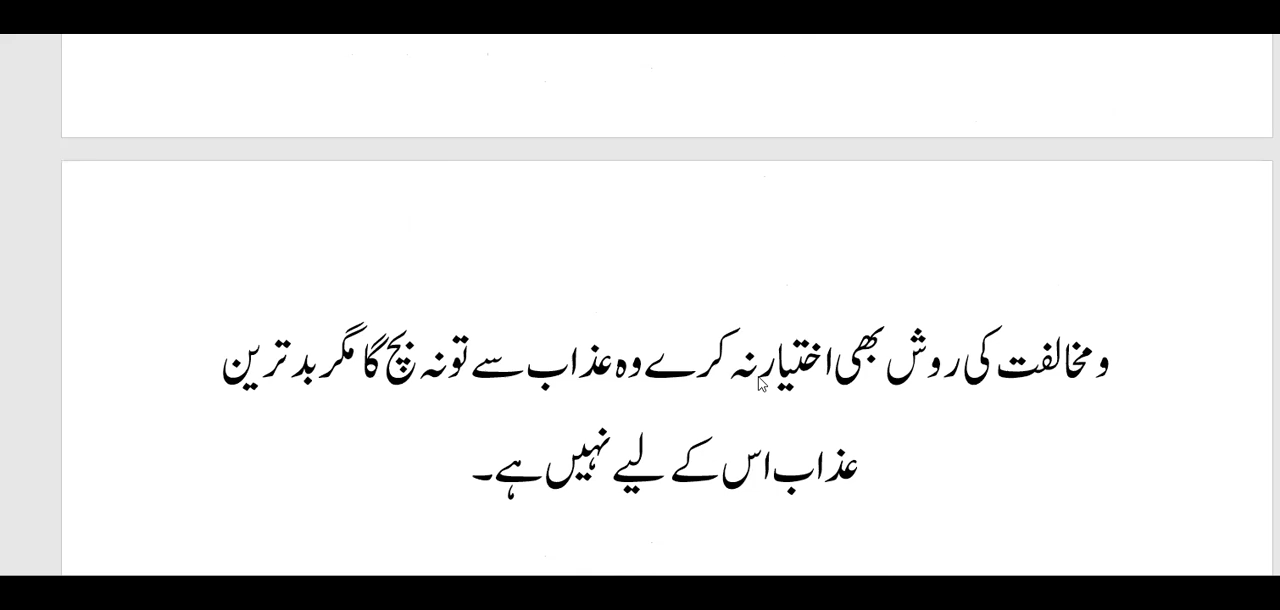 و مخالفت کی روش بھی اختیار نہ کرے وہ عذاب سے تو نہ بچے گا مگر بد ترین
عذاب اس کے لیے نہیں ہے۔